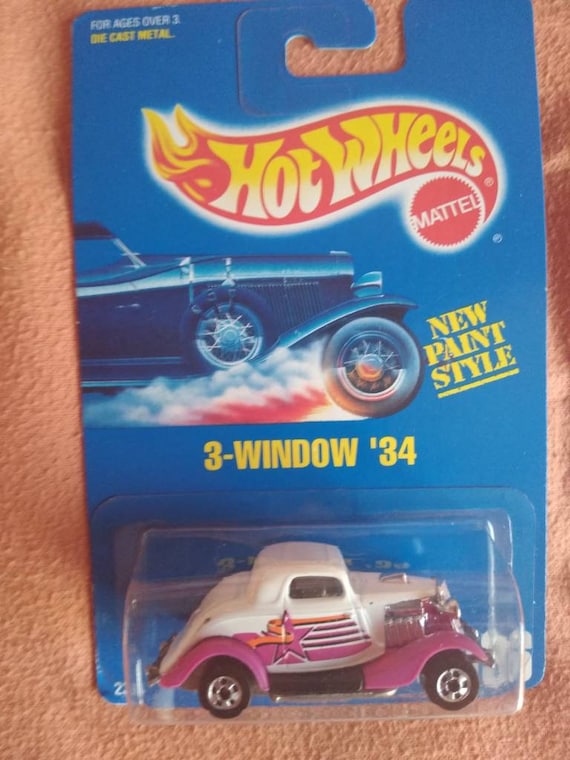 FOR AGES OVER 3.
DIE CAST METAL.
HOT WHEELS®
MATTEL
®
NEW
PAINT
STYLE
3-WINDOW '34